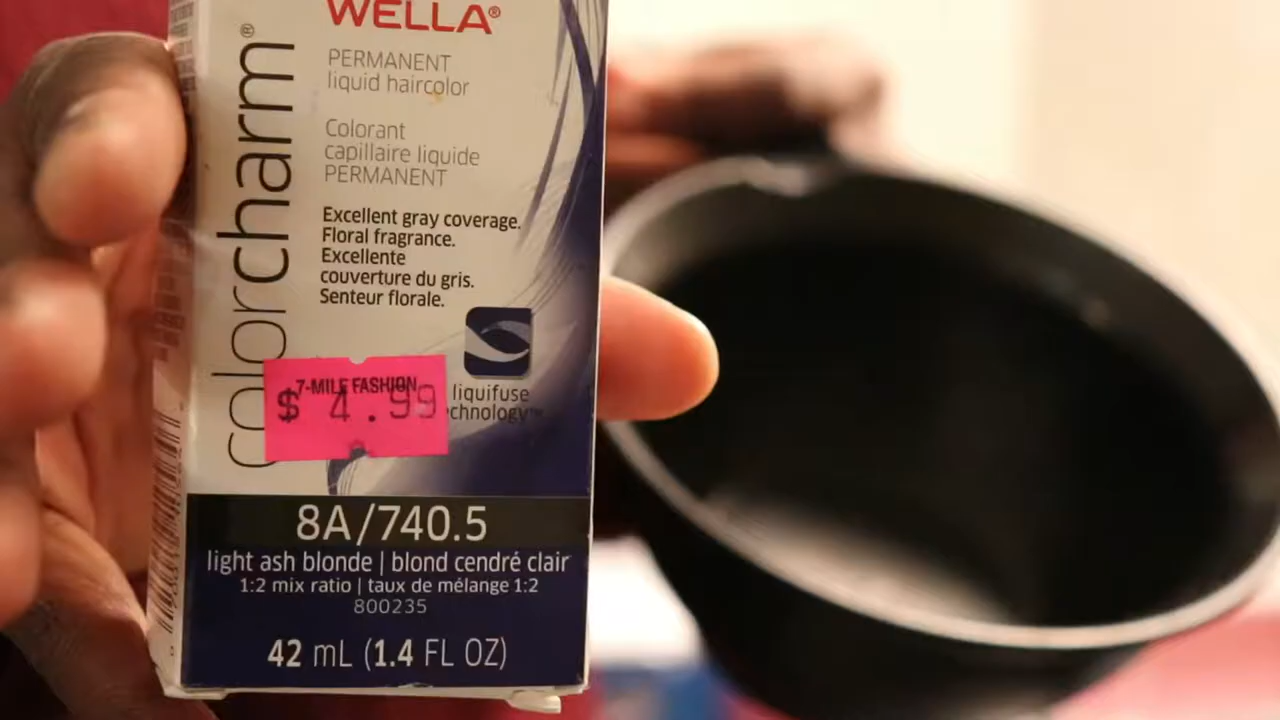 WELLA®
PERMANENT
liquid haircolor
Colorant
capillaire liquide
PERMANENT
colorcharm®
Excellent gray coverage.
Floral fragrance.
Excellente
couverture du gris.
Senteur florale.
7-MILE FASHION
$ 4.99
liquifuse
echnology™
8A/740.5
light ash blonde | blond cendré clair
1:2 mix ratio | taux de mélange 1:2
800235
42 mL (1.4 FL OZ)